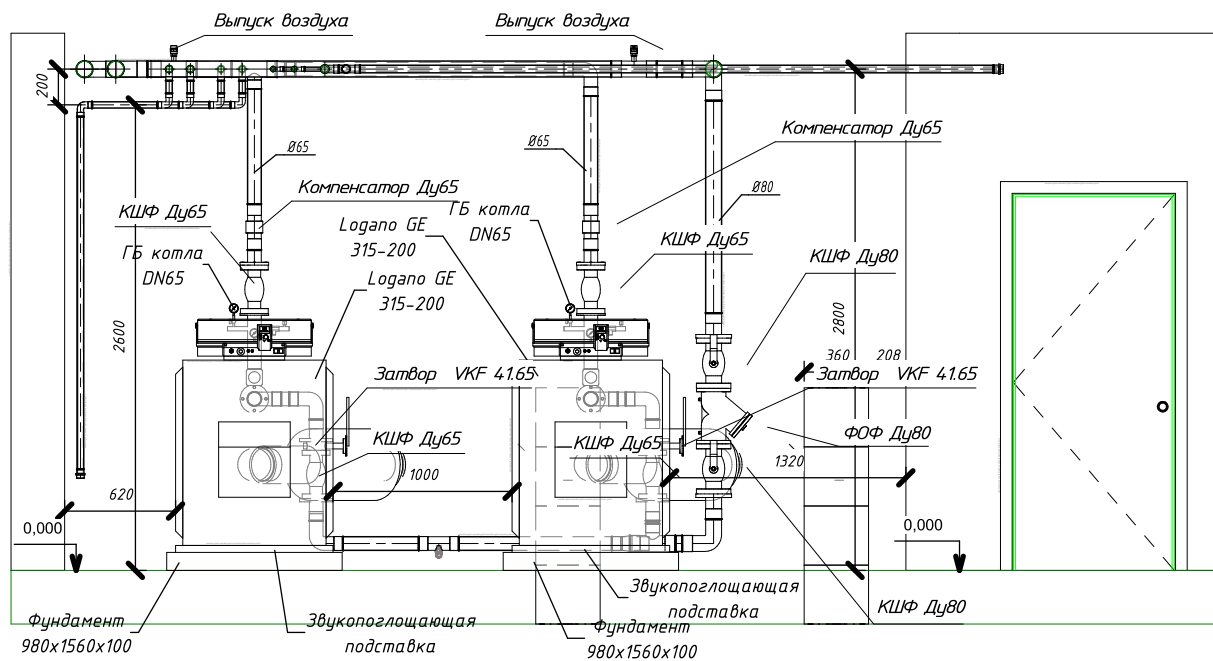 Выпуск воздуха
Выпуск воздуха
200
Компенсатор Ду65
Ø65
Ø65
Компенсатор Ду65
Ø80
КШФ Ду65
ГБ котла
DN65
Logano GE
315-200
КШФ Ду65
ГБ котла
DN65
КШФ Ду80
Logano GE
315-200
2600
2800
360
208
Затвор VKF 41.65
Затвор VKF 41.65
КШФ Ду65
КШФ Ду65
ФОФ Ду80
1000
1320
620
0,000
0,000
Звукопоглощающая
подставка
КШФ Ду80
Фундамент
980х1560х100
Звукопоглощающая
подставка
Фундамент
980х1560х100